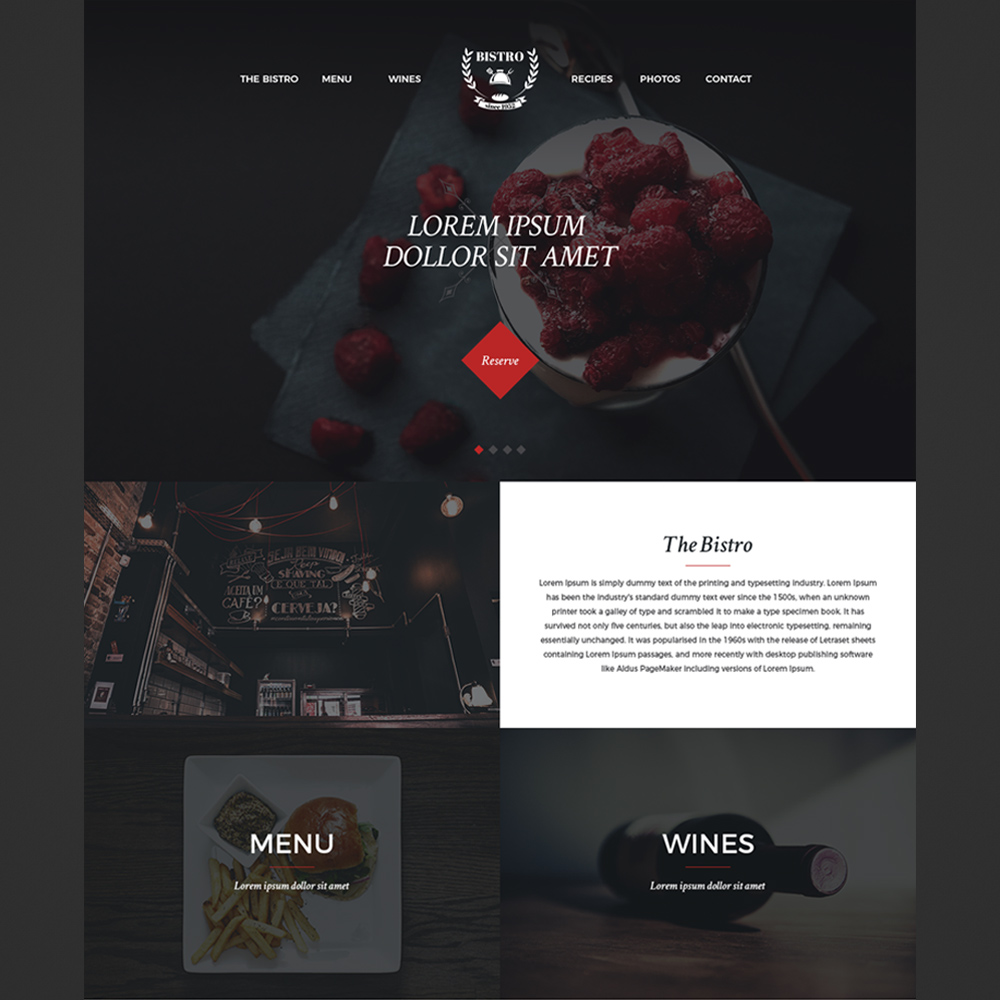 BISTRO
since 1952
THE BISTRO MENU WINES RECIPES PHOTOS CONTACT
LOREM IPSUM
DOLLOR SIT AMET
Reserve
SEJA BEM VINDO!
SHAVING
E QUE TAL
ACEITA UM
CAFÉ?
CERVEJA?
The Bistro
Lorem Ipsum is simply dummy text of the printing and typesetting industry. Lorem Ipsum
has been the industry's standard dummy text ever since the 1500s, when an unknown
printer took a galley of type and scrambled it to make a type specimen book. It has
survived not only five centuries, but also the leap into electronic typesetting, remaining
essentially unchanged. It was popularised in the 1960s with the release of Letraset sheets
containing Lorem Ipsum passages, and more recently with desktop publishing software
like Aldus PageMaker including versions of Lorem Ipsum.
MENU
Lorem ipsum dollor sit amet
WINES
Lorem ipsum dollor sit amet